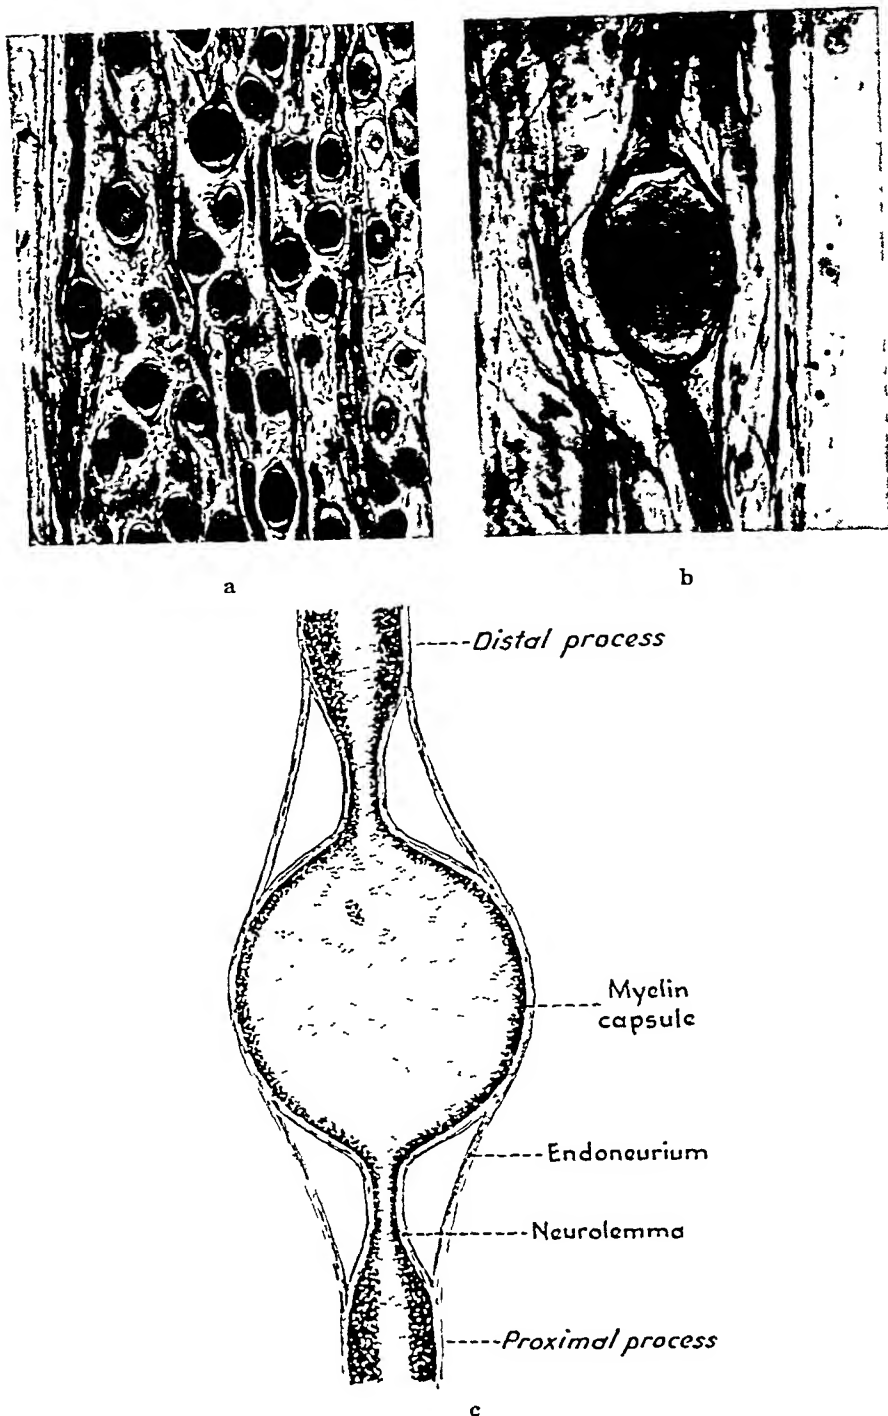 a
b
Distal process
Myelin
capsule
Endoneurium
Neurolemma
Proximal process
c